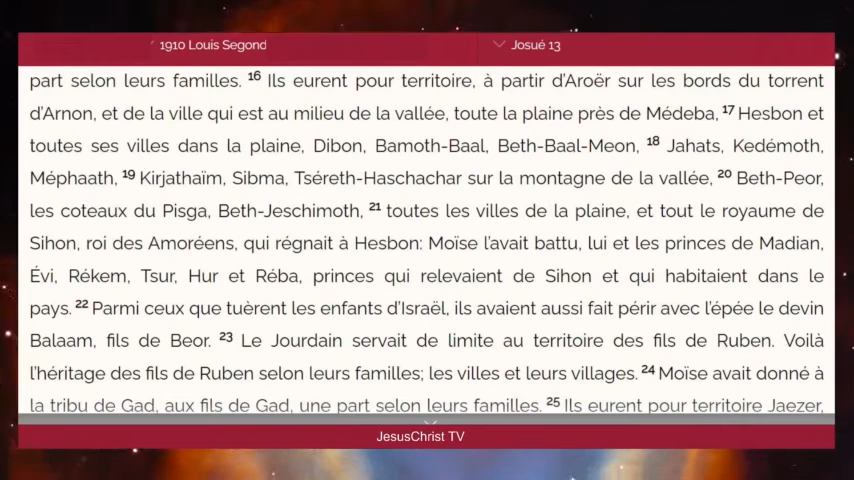 1910 Louis Segond Josué 13
part selon leurs familles. 16 Ils eurent pour territoire, à partir d’Aroër sur les bords du torrent
d’Arnon, et de la ville qui est au milieu de la vallée, toute la plaine près de Médeba, 17 Hesbon et
toutes ses villes dans la plaine, Dibon, Bamoth-Baal, Beth-Baal-Meon, 18 Jahats, Kedémoth,
Méphaath, 19 Kirjathaïm, Sibma, Tséreth-Haschachar sur la montagne de la vallée, 20 Beth-Peor,
les coteaux du Pisga, Beth-Jeschimoth, 21 toutes les villes de la plaine, et tout le royaume de
Sihon, roi des Amoréens, qui régnait à Hesbon: Moïse l’avait battu, lui et les princes de Madian,
Évi, Rékem, Tsur, Hur et Réba, princes qui relevaient de Sihon et qui habitaient dans le
pays. 22 Parmi ceux que tuèrent les enfants d’Israël, ils avaient aussi fait périr avec l’épée le devin
Balaam, fils de Beor. 23 Le Jourdain servait de limite au territoire des fils de Ruben. Voilà
l’héritage des fils de Ruben selon leurs familles; les villes et leurs villages. 24 Moïse avait donné à
la tribu de Gad, aux fils de Gad, une part selon leurs familles. 25 Ils eurent pour territoire Jaezer,
JesusChrist TV